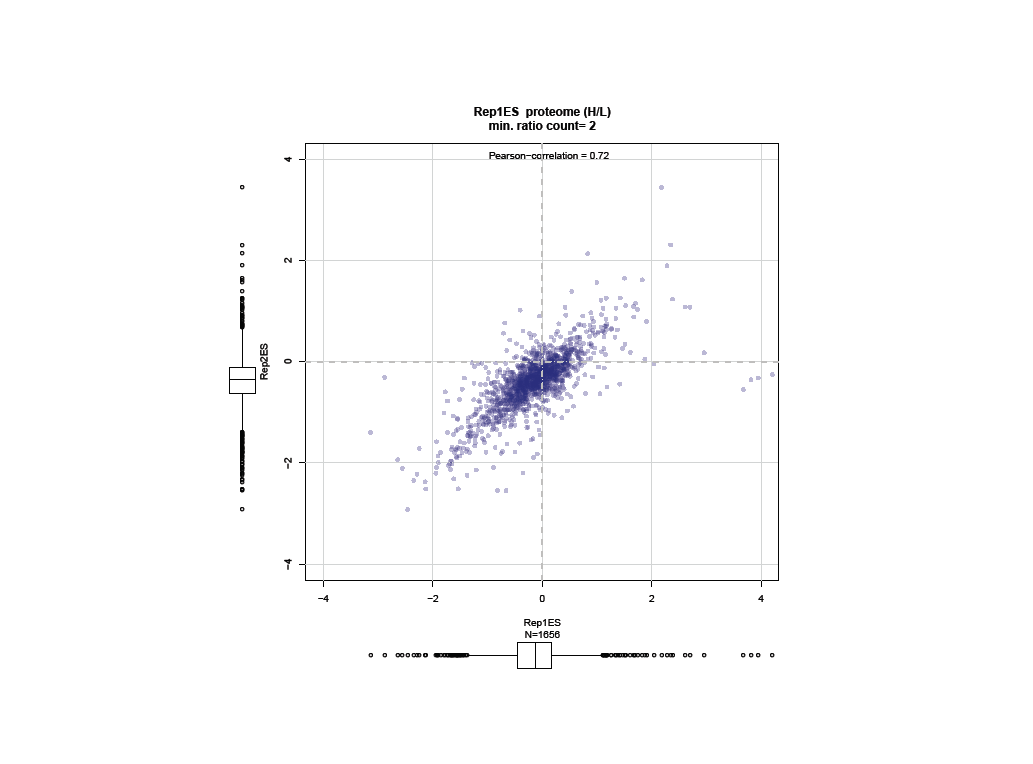 Rep1ES  proteome (H/L)
min. ratio count= 2
Pearson−correlation = 0.72
4
2
0
−2
−4
Rep2ES
−4
−2
0
2
4
Rep1ES
N=1656